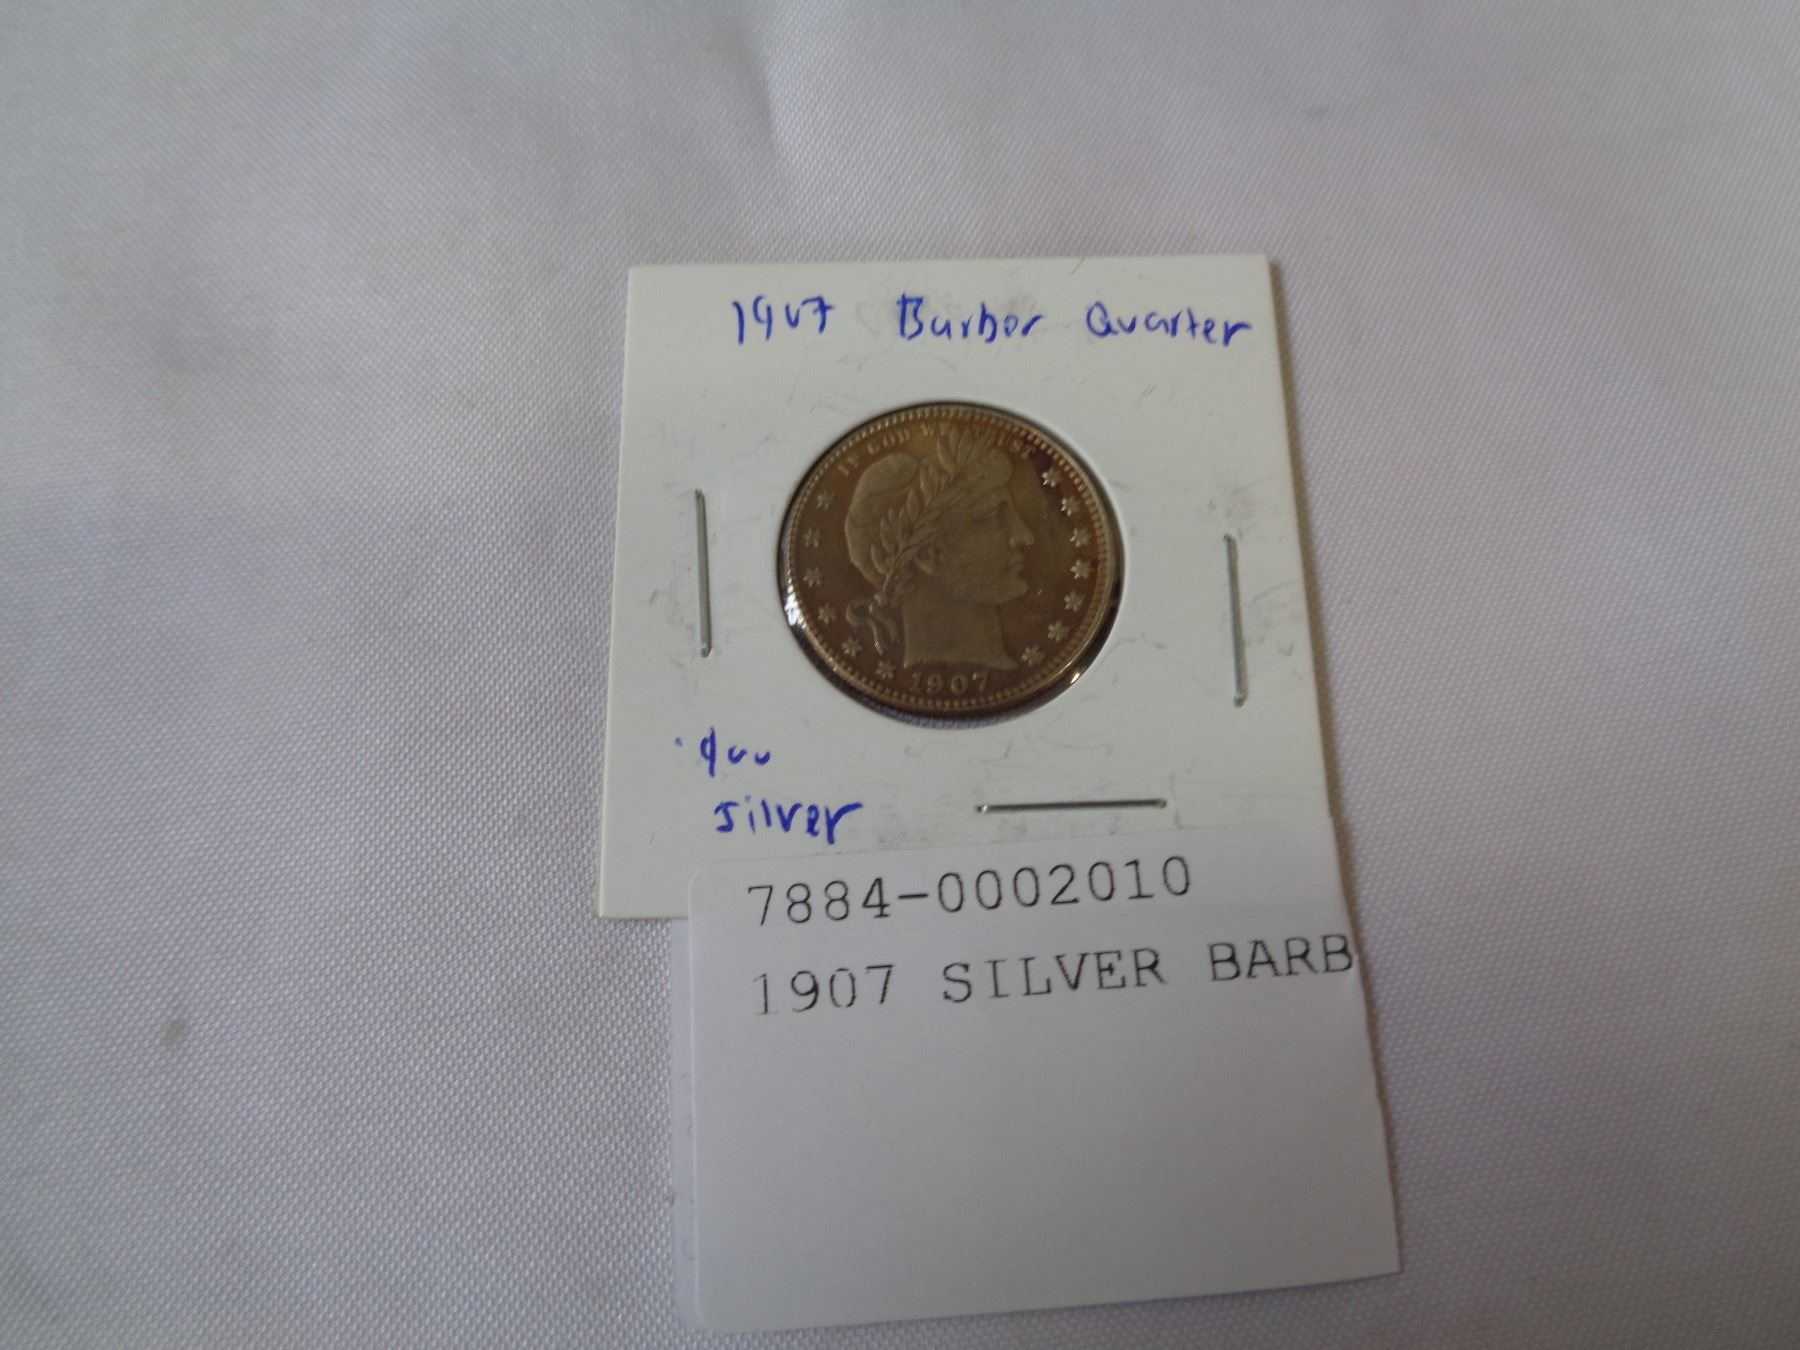 1907 Barber Quarter
IN GOD WE TRUST
1907
.900
silver
7884-0002010
1907 SILVER BARB